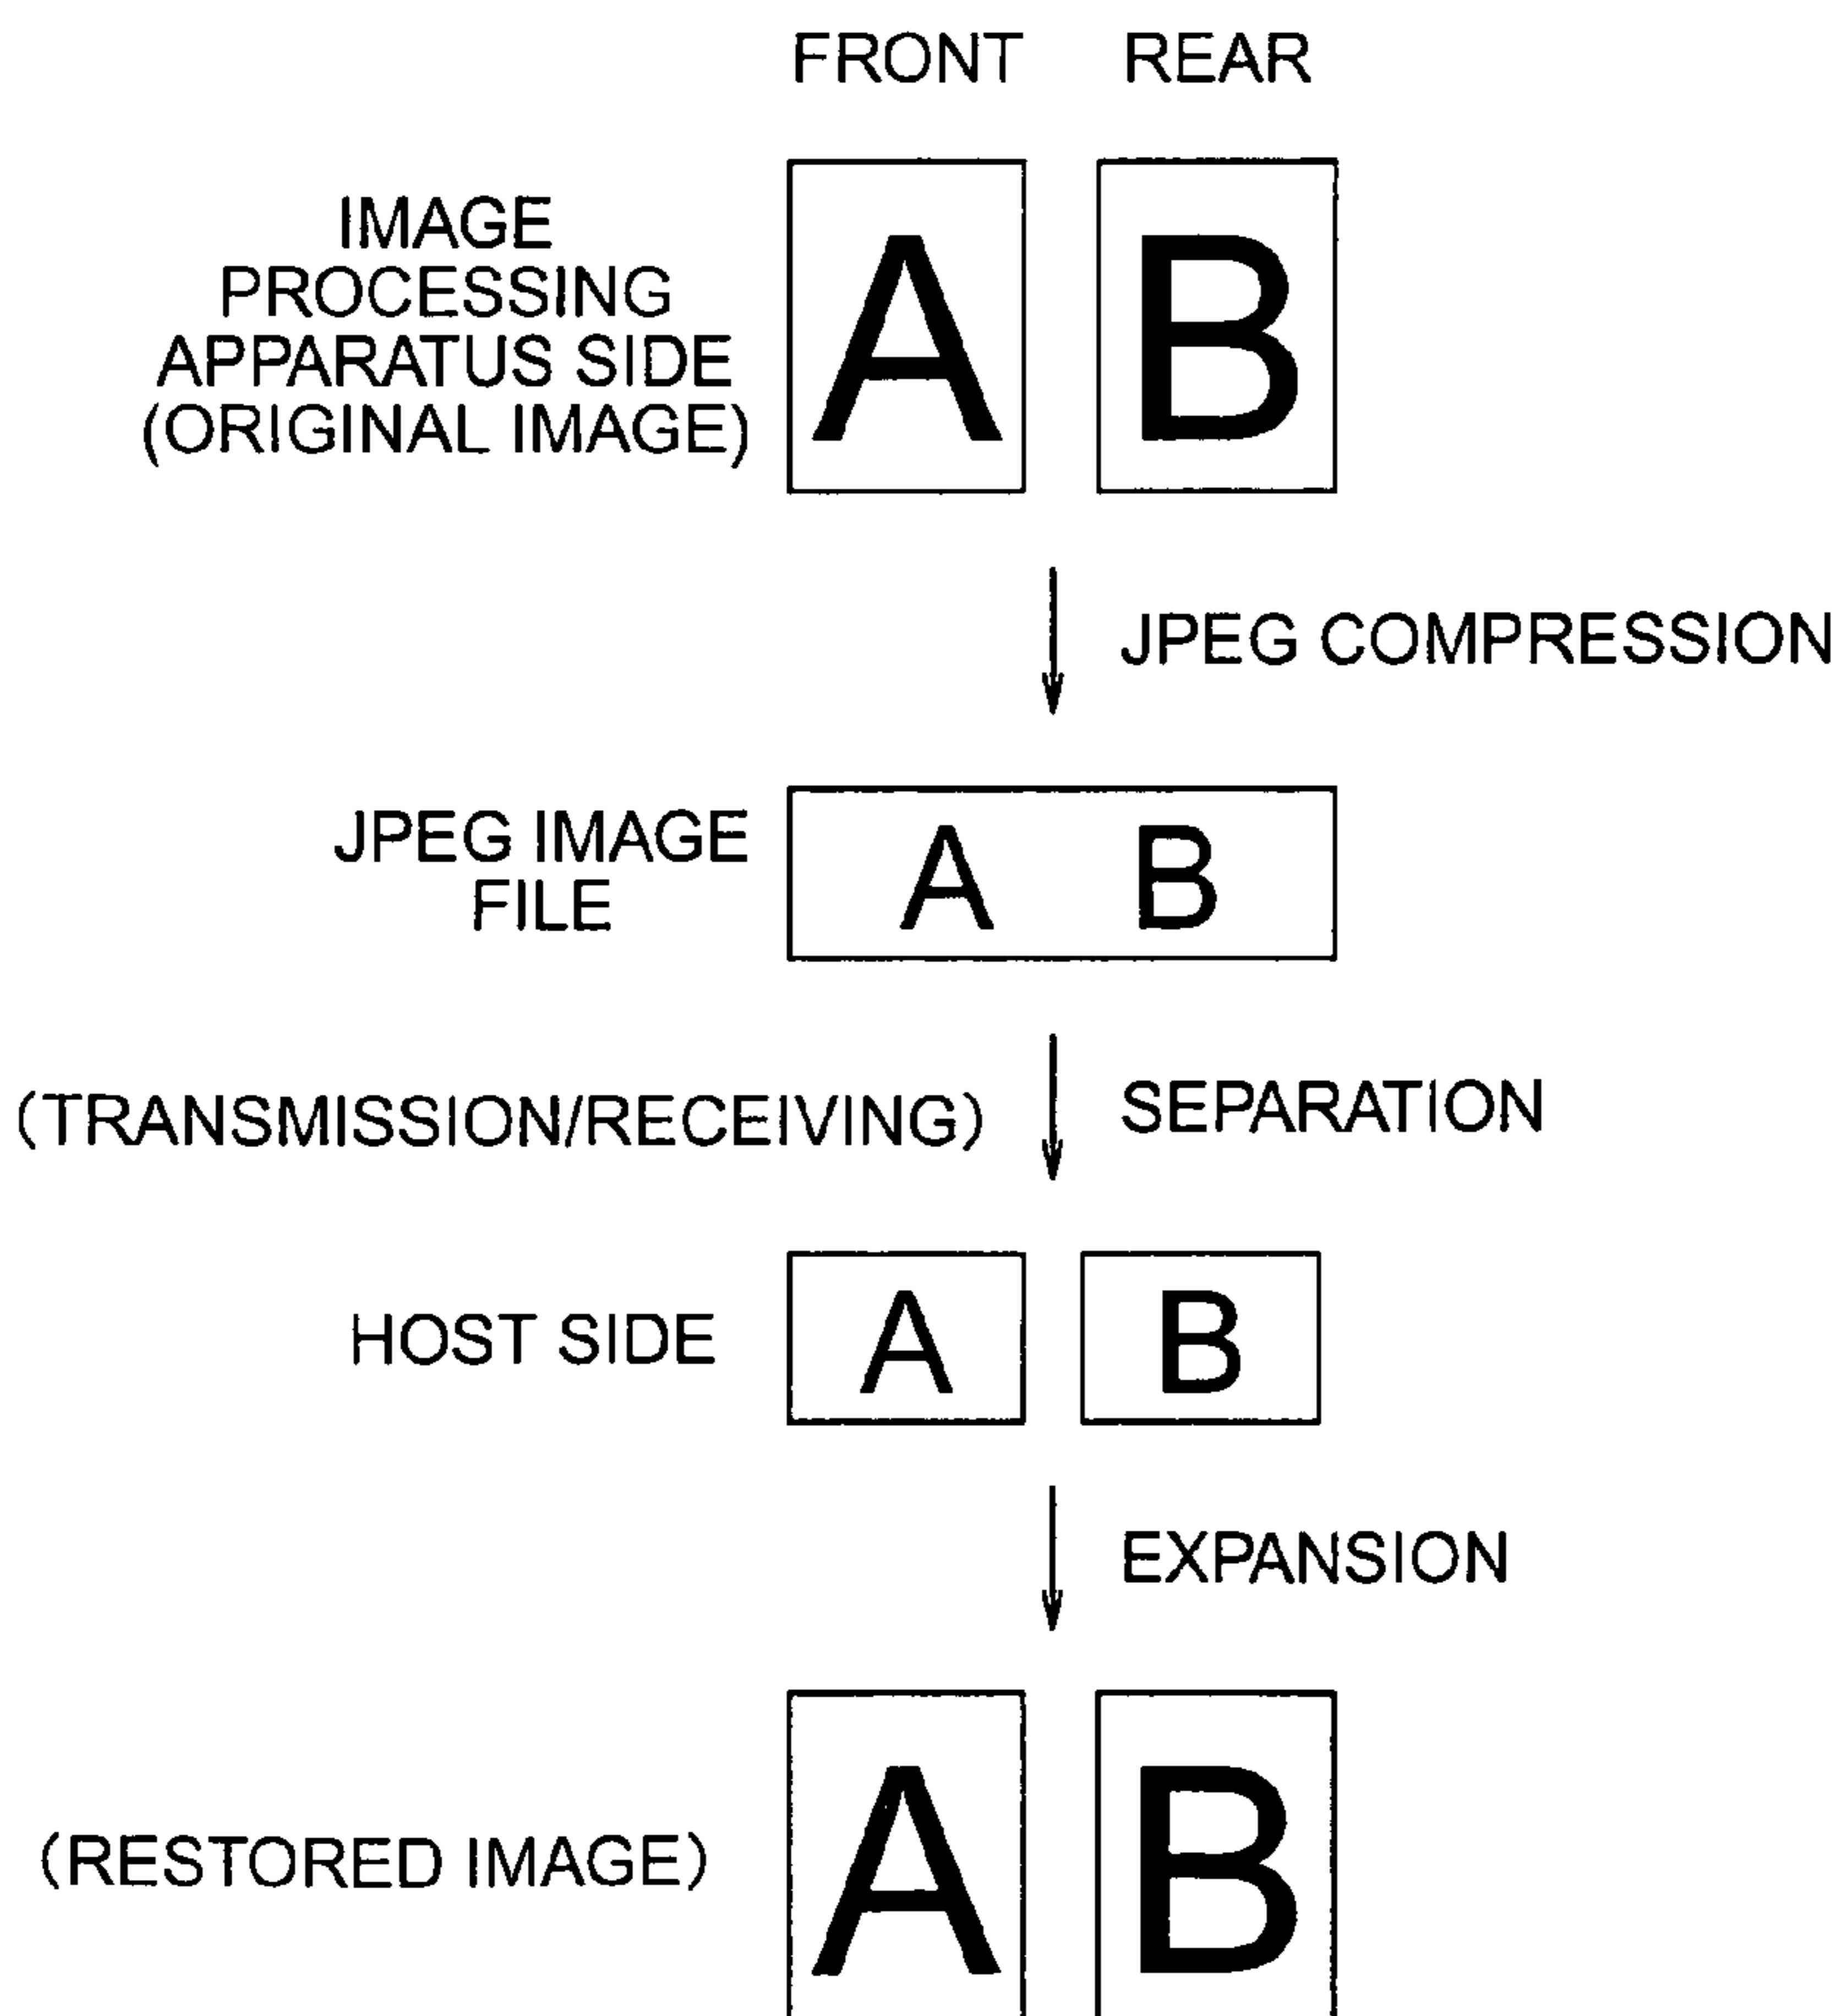 FRONT REAR
IMAGE
PROCESSING
APPARATUS SIDE
(ORIGINAL IMAGE)
A B
JPEG COMPRESSION
JPEG IMAGE
FILE
A B
(TRANSMISSION/RECEIVING) SEPARATION
HOST SIDE
A B
EXPANSION
(RESTORED IMAGE)
A B